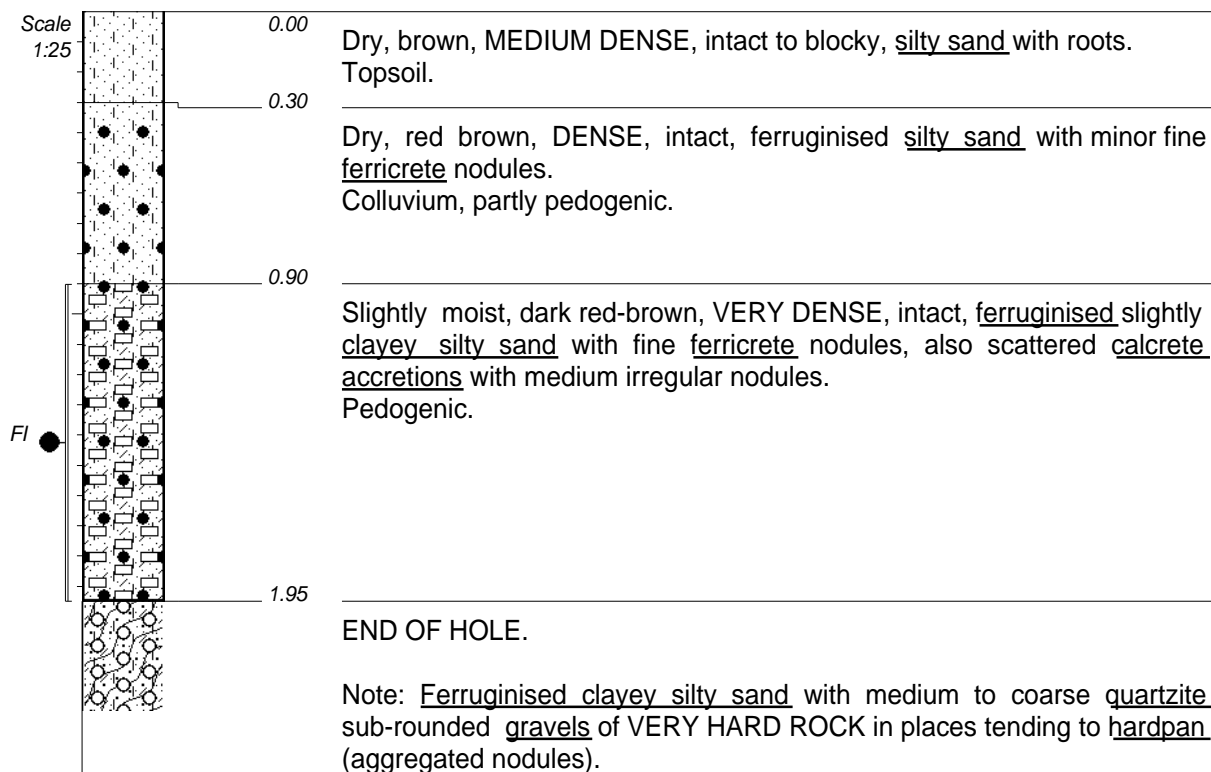 Scale
1:25
0.00
Dry, brown, MEDIUM DENSE, intact to blocky, silty sand with roots.
Topsoil.
0.30
Dry, red brown, DENSE, intact, ferruginised silty sand with minor fine
ferricrete nodules.
Colluvium, partly pedogenic.
0.90
Slightly moist, dark red-brown, VERY DENSE, intact, ferruginised slightly
clayey silty sand with fine ferricrete nodules, also scattered calcrete
accretions with medium irregular nodules.
Pedogenic.
FI
1.95
END OF HOLE.
Note: Ferruginised clayey silty sand with medium to coarse quartzite
sub-rounded gravels of VERY HARD ROCK in places tending to hardpan
(aggregated nodules).